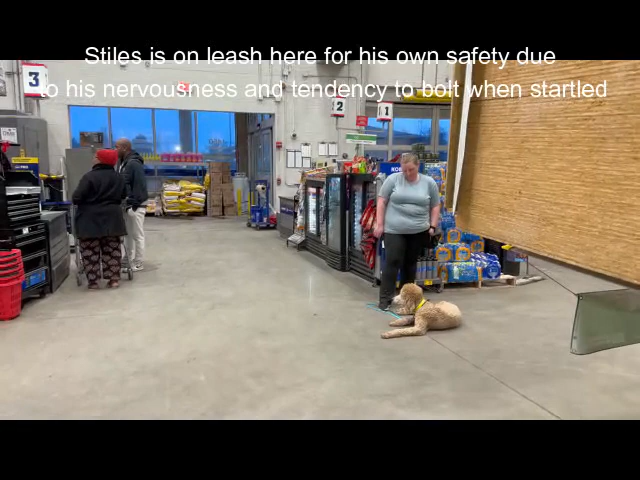 Stiles is on leash here for his own safety due
to his nervousness and tendency to bolt when startled
3
2
1